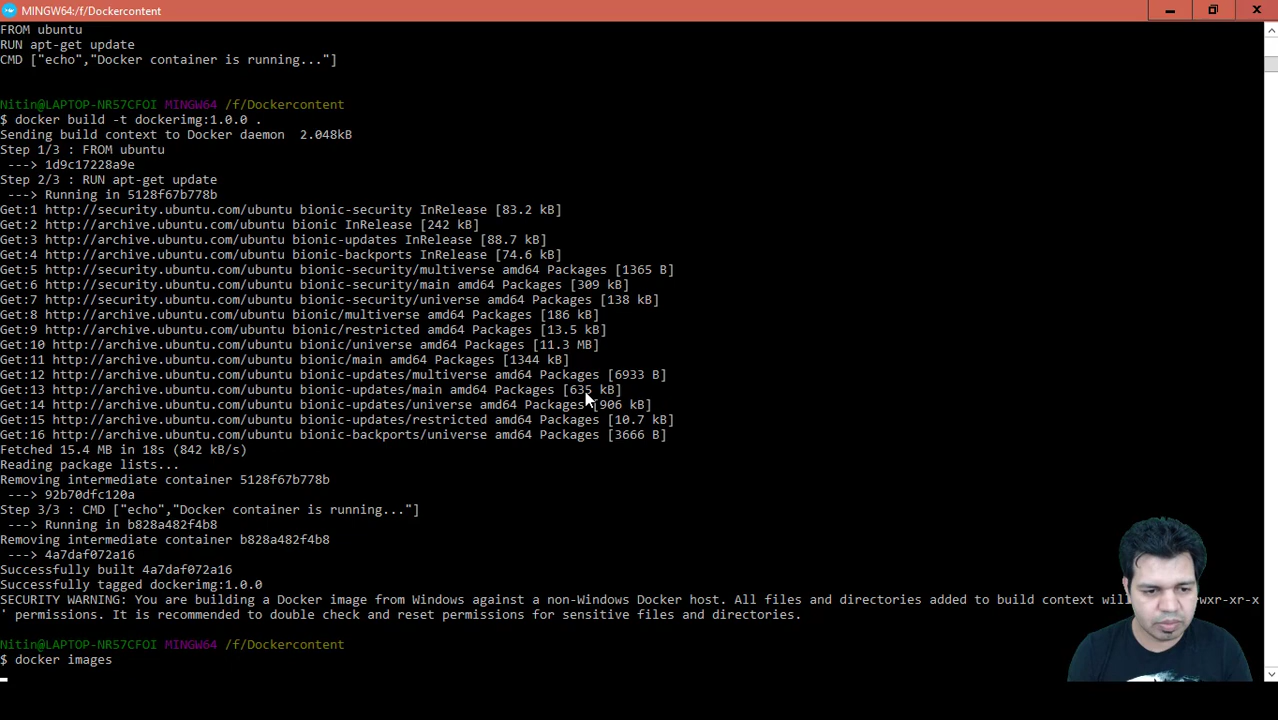 MINGW64:/f/Dockercontent
FROM ubuntu
RUN apt-get update
CMD ["echo","Docker container is running..."]
Nitin@LAPTOP-NR57CFOI MINGW64 /f/Dockercontent
$ docker build -t dockerimg:1.0.0 .
Sending build context to Docker daemon  2.048kB
Step 1/3 : FROM ubuntu
 ---> 1d9c17228a9e
Step 2/3 : RUN apt-get update
 ---> Running in 5128f67b778b
Get:1 http://security.ubuntu.com/ubuntu bionic-security InRelease [83.2 kB]
Get:2 http://archive.ubuntu.com/ubuntu bionic InRelease [242 kB]
Get:3 http://archive.ubuntu.com/ubuntu bionic-updates InRelease [88.7 kB]
Get:4 http://archive.ubuntu.com/ubuntu bionic-backports InRelease [74.6 kB]
Get:5 http://security.ubuntu.com/ubuntu bionic-security/multiverse amd64 Packages [1365 B]
Get:6 http://security.ubuntu.com/ubuntu bionic-security/main amd64 Packages [309 kB]
Get:7 http://security.ubuntu.com/ubuntu bionic-security/universe amd64 Packages [138 kB]
Get:8 http://archive.ubuntu.com/ubuntu bionic/multiverse amd64 Packages [186 kB]
Get:9 http://archive.ubuntu.com/ubuntu bionic/restricted amd64 Packages [13.5 kB]
Get:10 http://archive.ubuntu.com/ubuntu bionic/universe amd64 Packages [11.3 MB]
Get:11 http://archive.ubuntu.com/ubuntu bionic/main amd64 Packages [1344 kB]
Get:12 http://archive.ubuntu.com/ubuntu bionic-updates/multiverse amd64 Packages [6933 B]
Get:13 http://archive.ubuntu.com/ubuntu bionic-updates/main amd64 Packages [635 kB]
Get:14 http://archive.ubuntu.com/ubuntu bionic-updates/universe amd64 Packages [906 kB]
Get:15 http://archive.ubuntu.com/ubuntu bionic-updates/restricted amd64 Packages [10.7 kB]
Get:16 http://archive.ubuntu.com/ubuntu bionic-backports/universe amd64 Packages [3666 B]
Fetched 15.4 MB in 18s (842 kB/s)
Reading package lists...
Removing intermediate container 5128f67b778b
 ---> 92b70dfc120a
Step 3/3 : CMD ["echo","Docker container is running..."]
 ---> Running in b828a482f4b8
Removing intermediate container b828a482f4b8
 ---> 4a7daf072a16
Successfully built 4a7daf072a16
Successfully tagged dockerimg:1.0.0
SECURITY WARNING: You are building a Docker image from Windows against a non-Windows Docker host. All files and directories added to build context wil rwxr-xr-x
' permissions. It is recommended to double check and reset permissions for sensitive files and directories.
Nitin@LAPTOP-NR57CFOI MINGW64 /f/Dockercontent
$ docker images